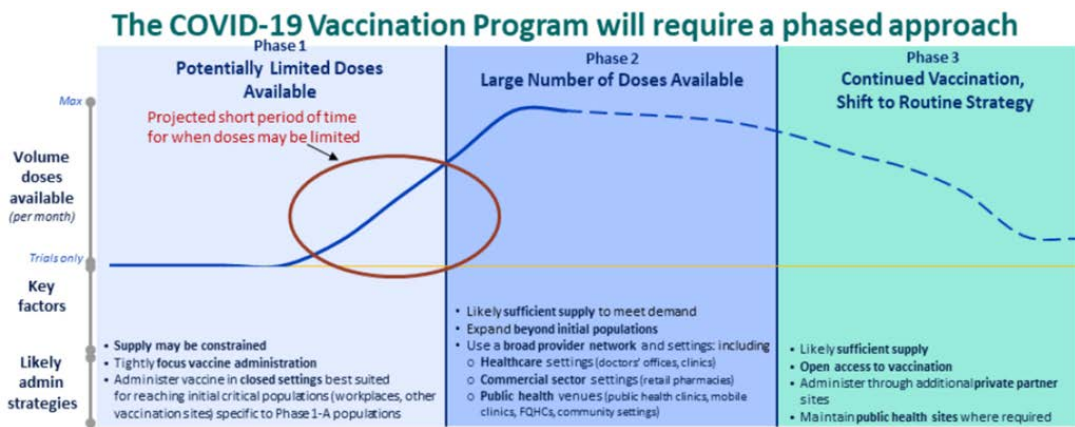 The COVID-19 Vaccination Program will require a phased approach
Phase 1
Potentially Limited Doses
Available
Projected short period of time
for when doses may be limited
Phase 2
Large Number of Doses Available
Phase 3
Continued Vaccination,
Shift to Routine Strategy
Max
Volume
doses
available
(per month)
Trials only
Key
factors
Likely
admin
strategies
• Supply may be constrained
• Tightly focus vaccine administration
• Administer vaccine in closed settings best suited
for reaching initial critical populations (workplaces, other
vaccination sites) specific to Phase 1-A populations
• Likely sufficient supply to meet demand
• Expand beyond initial populations
• Use a broad provider network and settings: including
o Healthcare settings (doctors' offices, clinics)
o Commercial sector settings (retail pharmacies)
o Public health venues (public health clinics, mobile
clinics, FQHCs, community settings)
• Likely sufficient supply
• Open access to vaccination
• Administer through additional private partner
sites
• Maintain public health sites where required